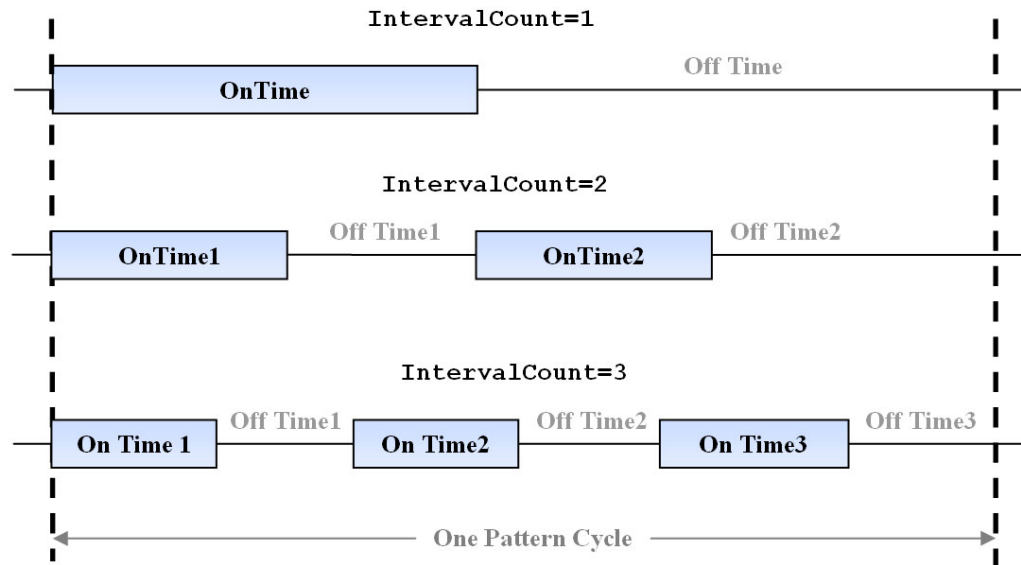 IntervalCount=1
Off Time
OnTime
IntervalCount=2
Off Time1
Off Time2
OnTime1
OnTime2
IntervalCount=3
Off Time1
Off Time2
Off Time3
On Time 1
On Time2
On Time3
One Pattern Cycle